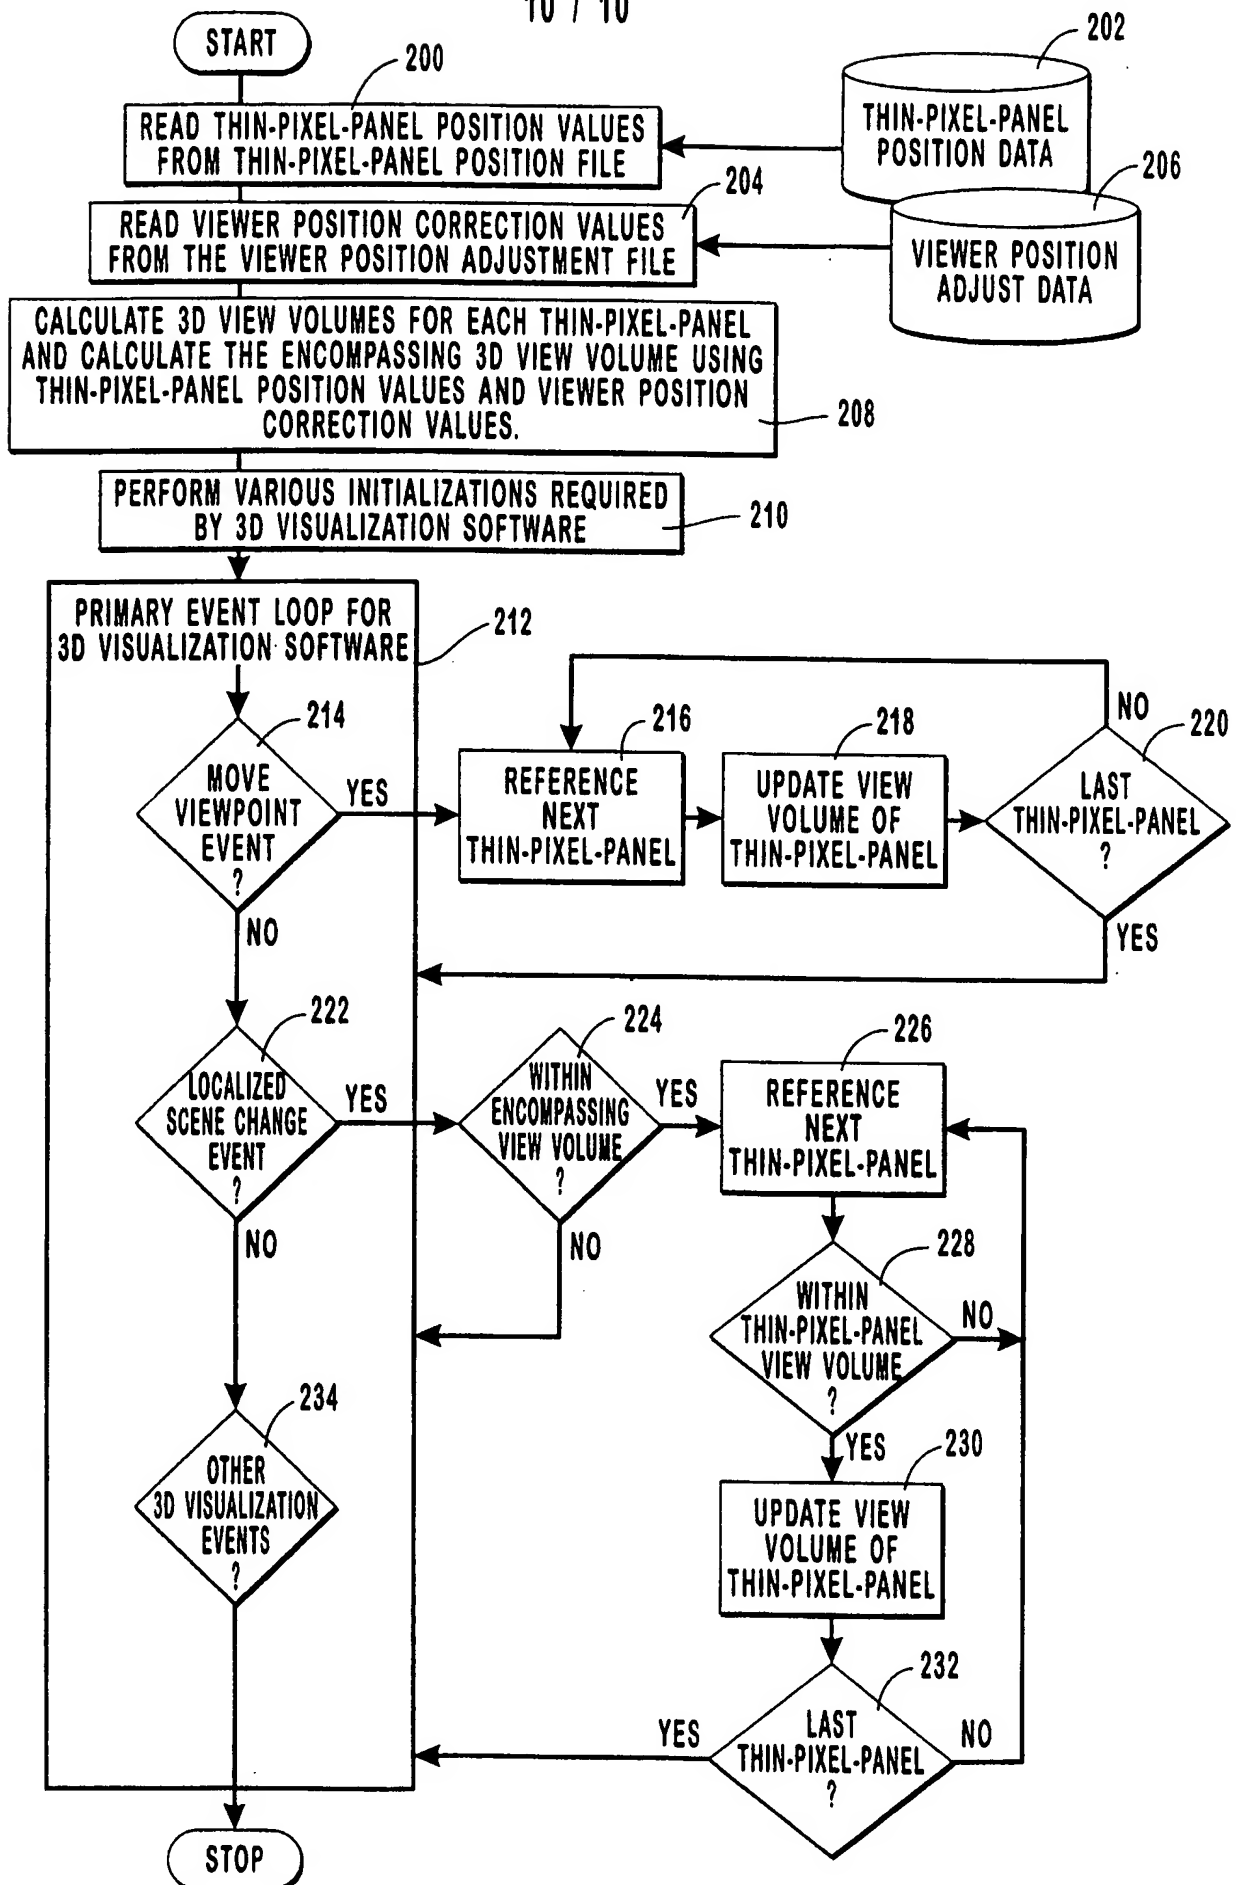 10 / 10
START
200
READ THIN-PIXEL-PANEL POSITION VALUES
FROM THIN-PIXEL-PANEL POSITION FILE
202
THIN-PIXEL-PANEL
POSITION DATA
204
READ VIEWER POSITION CORRECTION VALUES
FROM THE VIEWER POSITION ADJUSTMENT FILE
206
VIEWER POSITION
ADJUST DATA
CALCULATE 3D VIEW VOLUMES FOR EACH THIN-PIXEL-PANEL
AND CALCULATE THE ENCOMPASSING 3D VIEW VOLUME USING
THIN-PIXEL-PANEL POSITION VALUES AND VIEWER POSITION
CORRECTION VALUES.
208
PERFORM VARIOUS INITIALIZATIONS REQUIRED
BY 3D VISUALIZATION SOFTWARE
210
PRIMARY EVENT LOOP FOR
3D VISUALIZATION SOFTWARE
212
214
MOVE
VIEWPOINT
EVENT
?
YES
NO
216
REFERENCE
NEXT
THIN-PIXEL-PANEL
218
UPDATE VIEW
VOLUME OF
THIN-PIXEL-PANEL
NO
220
LAST
THIN-PIXEL-PANEL
?
YES
222
LOCALIZED
SCENE CHANGE
EVENT
?
YES
NO
224
WITHIN
ENCOMPASSING
VIEW VOLUME
?
YES
NO
226
REFERENCE
NEXT
THIN-PIXEL-PANEL
228
WITHIN
THIN-PIXEL-PANEL
VIEW VOLUME
?
NO
YES
230
UPDATE VIEW
VOLUME OF
THIN-PIXEL-PANEL
232
LAST
THIN-PIXEL-PANEL
?
YES
NO
234
OTHER
3D VISUALIZATION
EVENTS
?
STOP